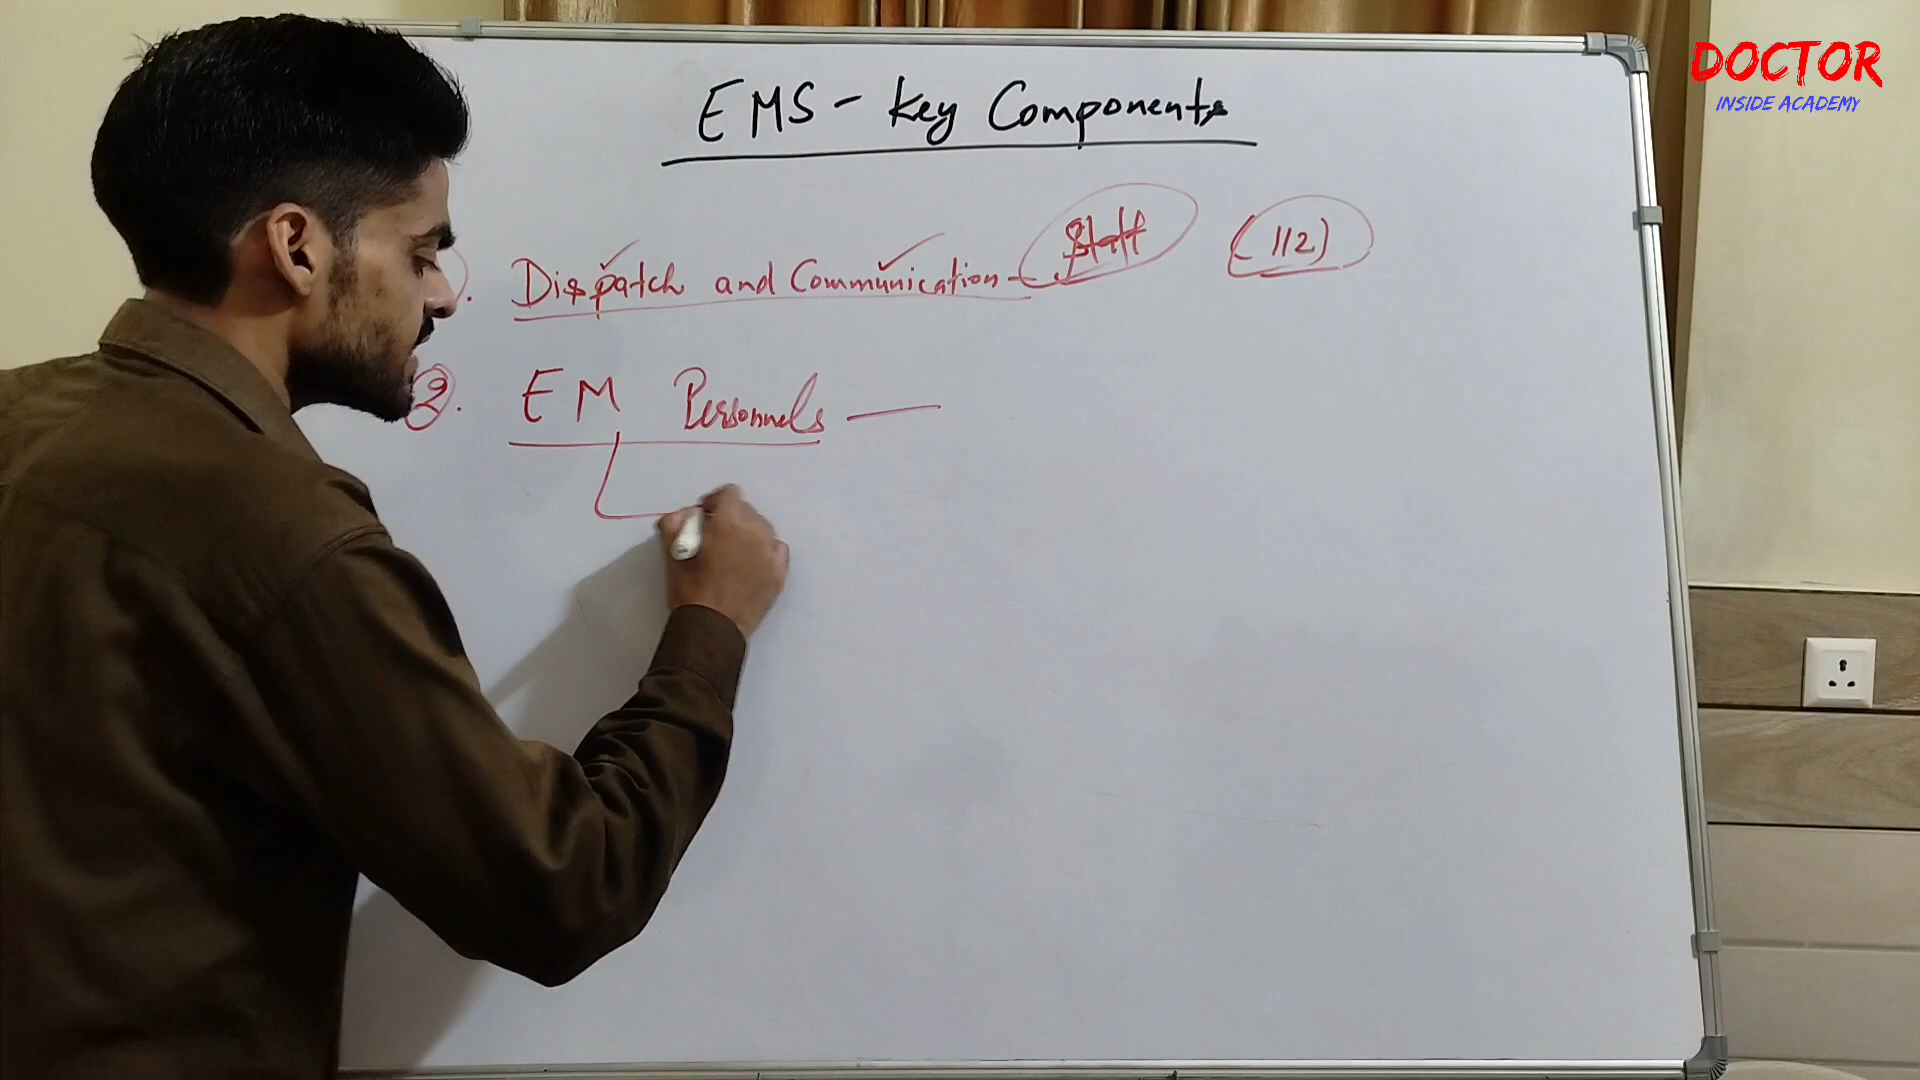 DOCTOR
INSIDE ACADEMY
EMS - Key Components
1. Dispatch and Communication - Staff (112)
2. EM Personnels —